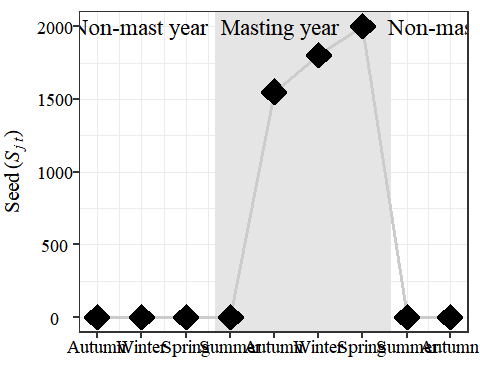 Non-mast year Masting year Non-mas
2000
1500
1000
500
0
Seed (S_{j t})
Autumn Winter Spring Summer Autumn Winter Spring Summer Autumn